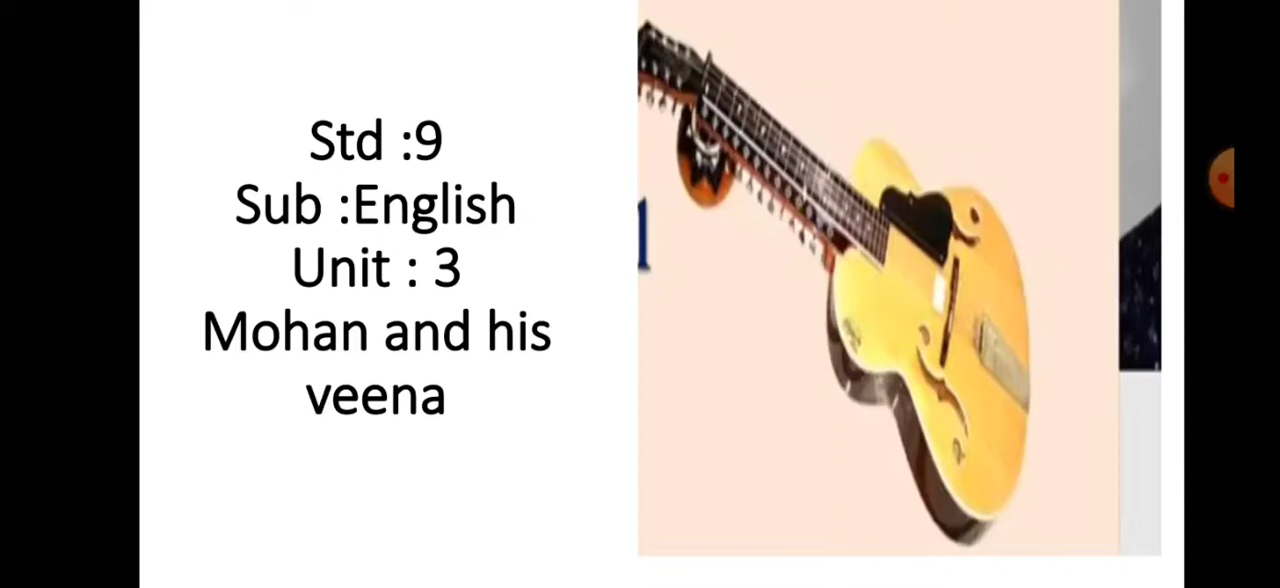 Std :9
Sub :English
Unit : 3
Mohan and his
veena